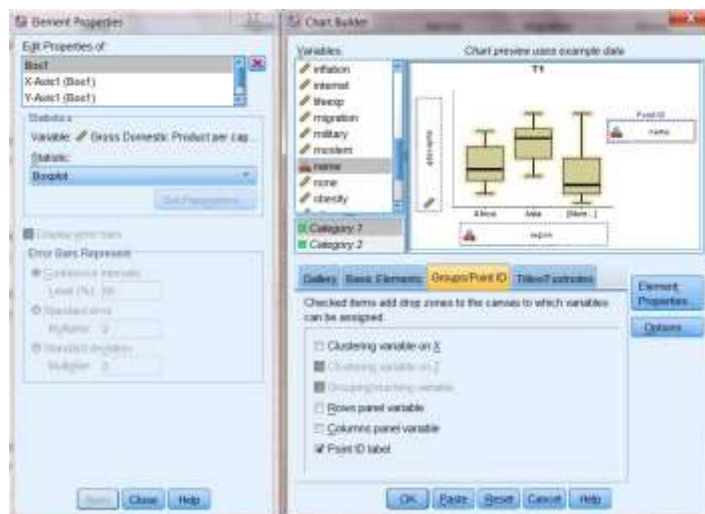 Element Properties
Edit Properties of:
Box1
X-Axis1 (Box1)
Y-Axis1 (Box1)
Statistics
Variable: Gross Domestic Product per cap...
Statistic:
Boxplot
Set Parameters...
Display error bars
Error Bars Represent
Confidence intervals
Level (%):
Standard error
Multiplier: 2
Standard deviation
Multiplier: 2
Apply Close Help
Chart Builder
Variables:
inflation
internet
lifeexp
migration
military
muslims
name
none
obesity
Category 1
Category 2
Chart preview uses example data
T1
Point ID
name
Africa Asia
region
Gallery Basic Elements Groups/Point ID Titles/Footnotes
Checked items add drop zones to the canvas to which variables
can be assigned.
Clustering variable on X
Clustering variable on Z
Grouping/stacking variable
Rows panel variable
Columns panel variable
Point ID label
Element
Properties...
Options...
OK Paste Reset Cancel Help